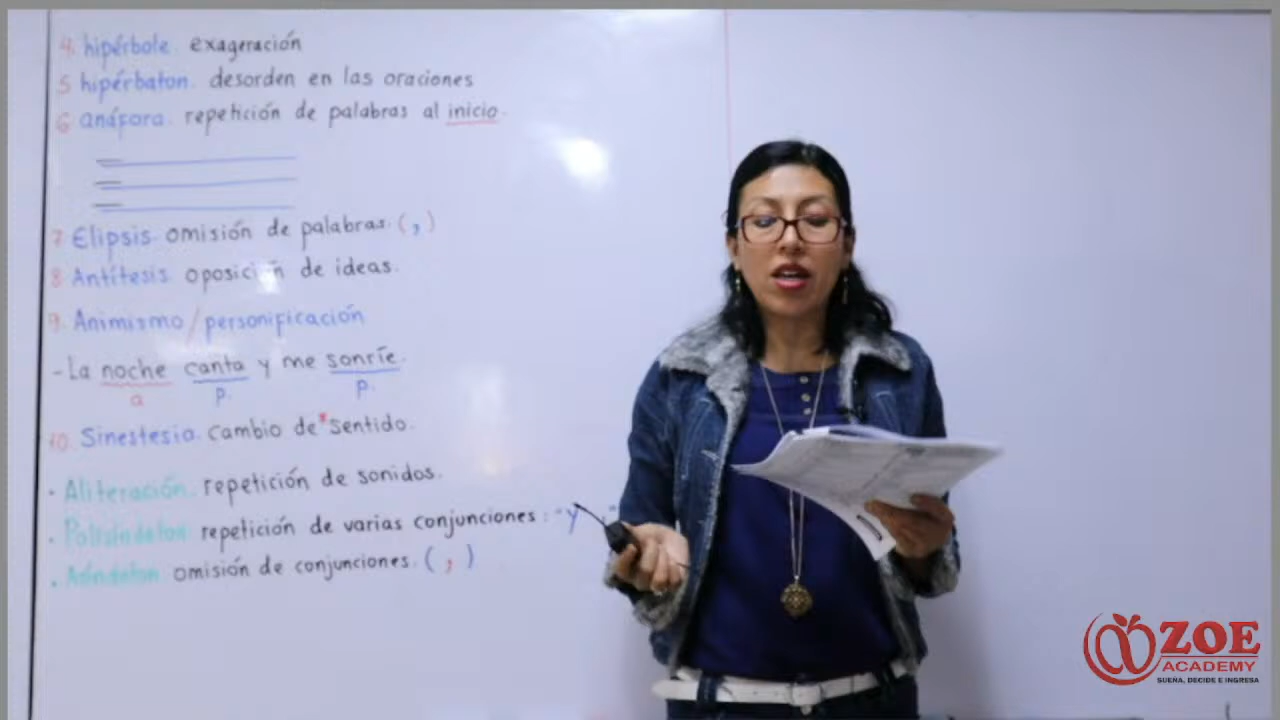 4. hipérbole. exageración
5 hipérbaton. desorden en las oraciones
6 anáfora. repetición de palabras al inicio.
7 Elipsis. omisión de palabras. ( , )
8 Antítesis. oposición de ideas.
9. Animismo / personificación
- La noche canta y me sonríe.
a p. p.
10. Sinestesia. cambio de sentido.
. Aliteración. repetición de sonidos.
. Polisíndeton repetición de varias conjunciones: "y
. Asíndeton omisión de conjunciones. ( , )
ZOE
ACADEMY
SUEÑA, DECIDE E INGRESA